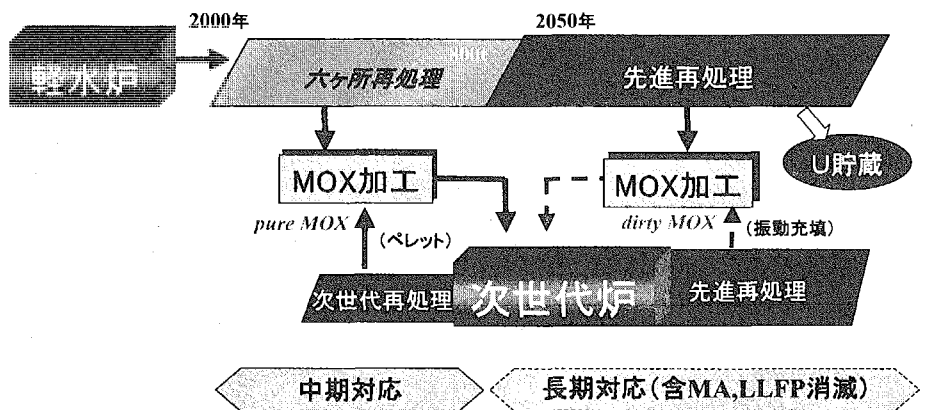 2000年
2050年
軽水炉
六ヶ所再処理
800t
先進再処理
U貯蔵
MOX加工
MOX加工
pure MOX
(ペレット)
dirty MOX
(振動充填)
次世代再処理
次世代炉
先進再処理
中期対応
長期対応(含MA,LLFP消滅)